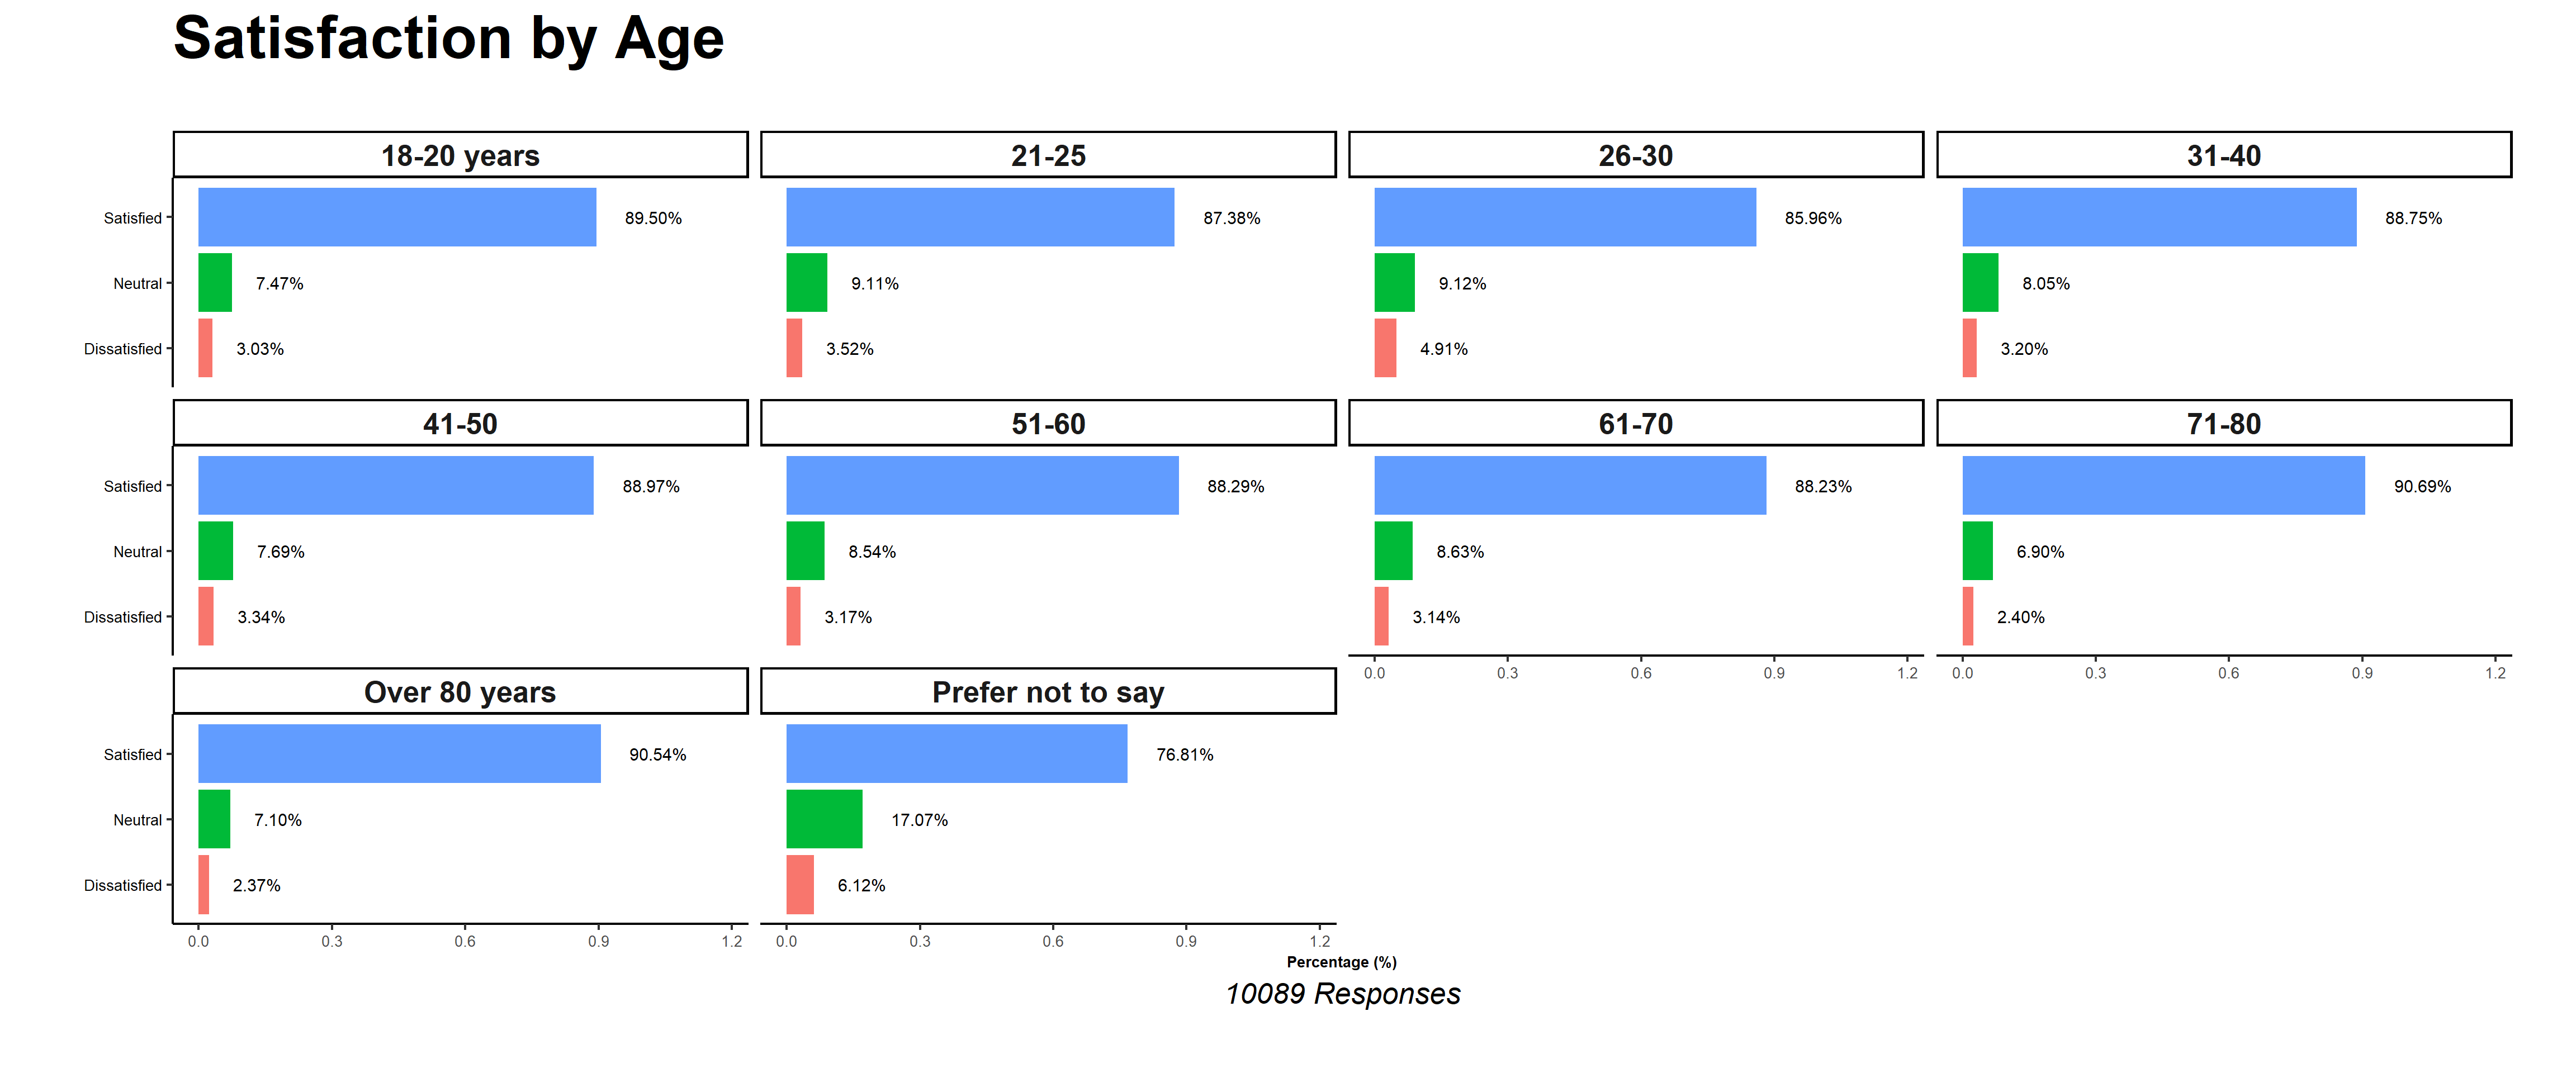 Satisfaction by Age
18-20 years 21-25 26-30 31-40
Satisfied 89.50% 87.38% 85.96% 88.75%
Neutral 7.47% 9.11% 9.12% 8.05%
Dissatisfied 3.03% 3.52% 4.91% 3.20%
41-50 51-60 61-70 71-80
Satisfied 88.97% 88.29% 88.23% 90.69%
Neutral 7.69% 8.54% 8.63% 6.90%
Dissatisfied 3.34% 3.17% 3.14% 2.40%
0.0 0.3 0.6 0.9 1.2 0.0 0.3 0.6 0.9 1.2
Over 80 years Prefer not to say
Satisfied 90.54% 76.81%
Neutral 7.10% 17.07%
Dissatisfied 2.37% 6.12%
0.0 0.3 0.6 0.9 1.2 0.0 0.3 0.6 0.9 1.2
Percentage (%)
10089 Responses